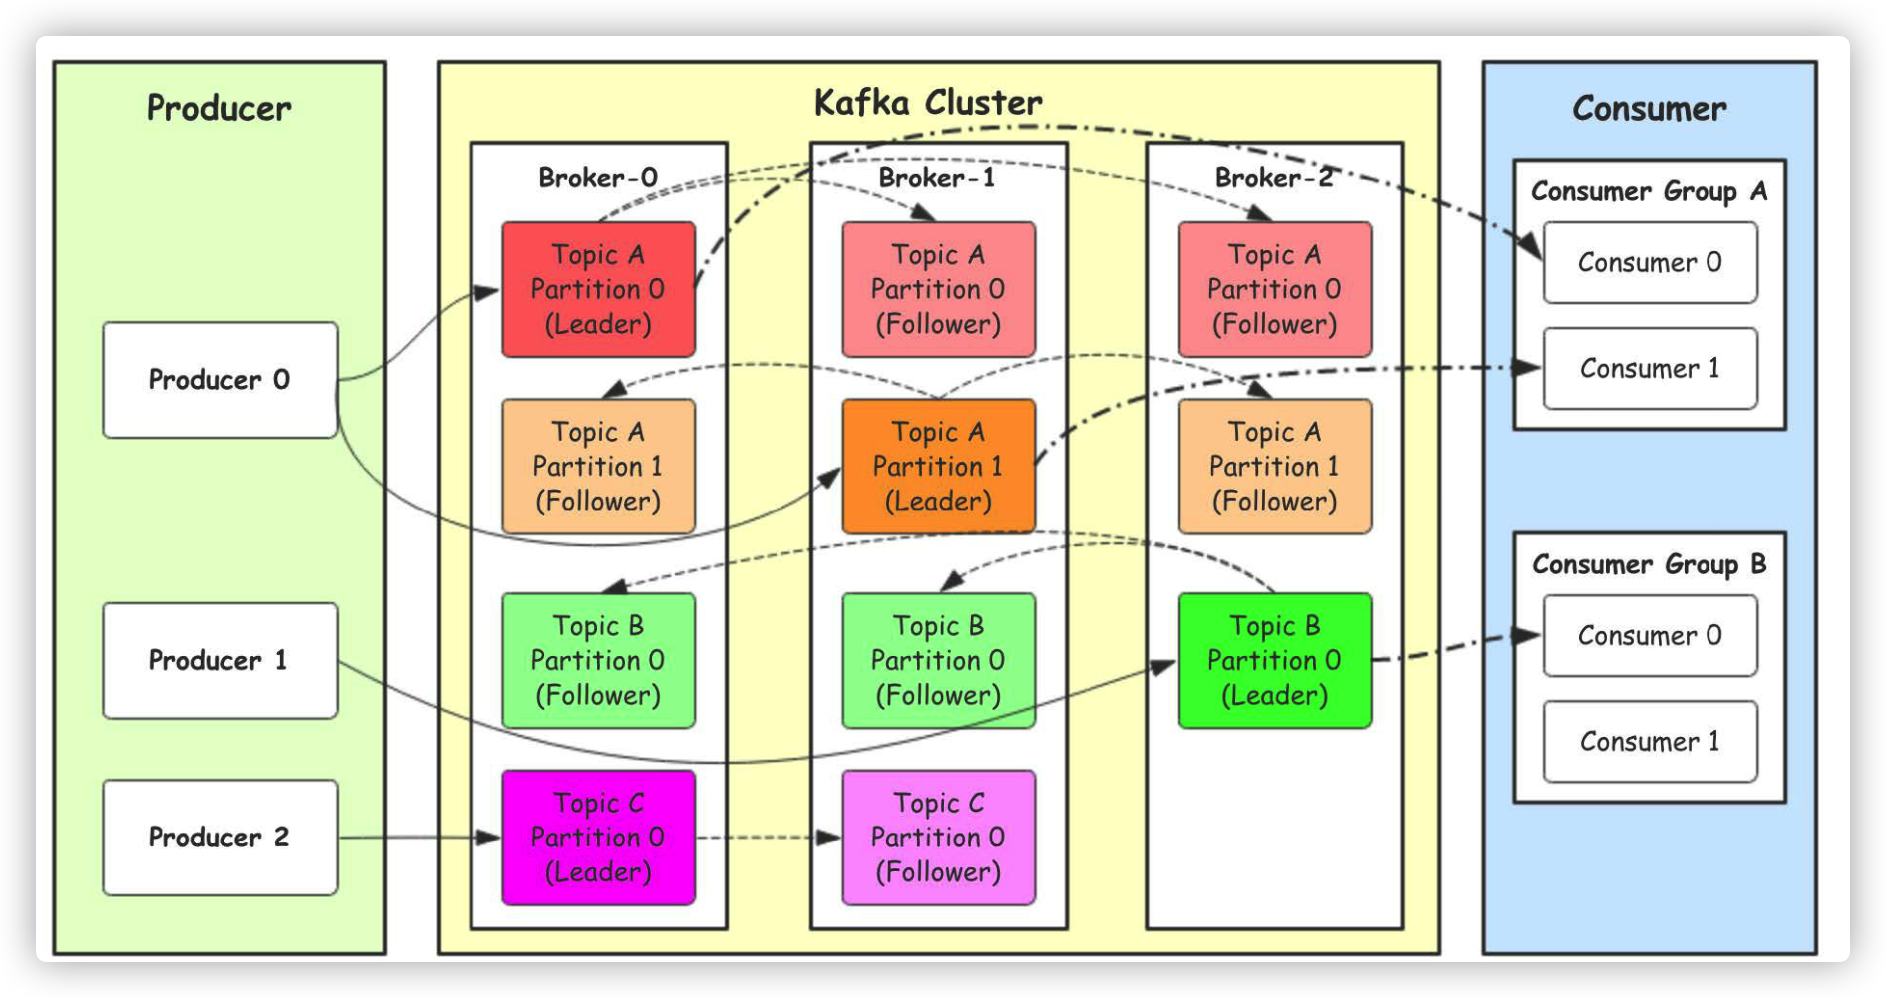 Producer
Producer 0
Producer 1
Producer 2
Kafka Cluster
Broker-0
Topic A
Partition 0
(Leader)
Topic A
Partition 1
(Follower)
Topic B
Partition 0
(Follower)
Topic C
Partition 0
(Leader)
Broker-1
Topic A
Partition 0
(Follower)
Topic A
Partition 1
(Leader)
Topic B
Partition 0
(Follower)
Topic C
Partition 0
(Follower)
Broker-2
Topic A
Partition 0
(Follower)
Topic A
Partition 1
(Follower)
Topic B
Partition 0
(Leader)
Consumer
Consumer Group A
Consumer 0
Consumer 1
Consumer Group B
Consumer 0
Consumer 1